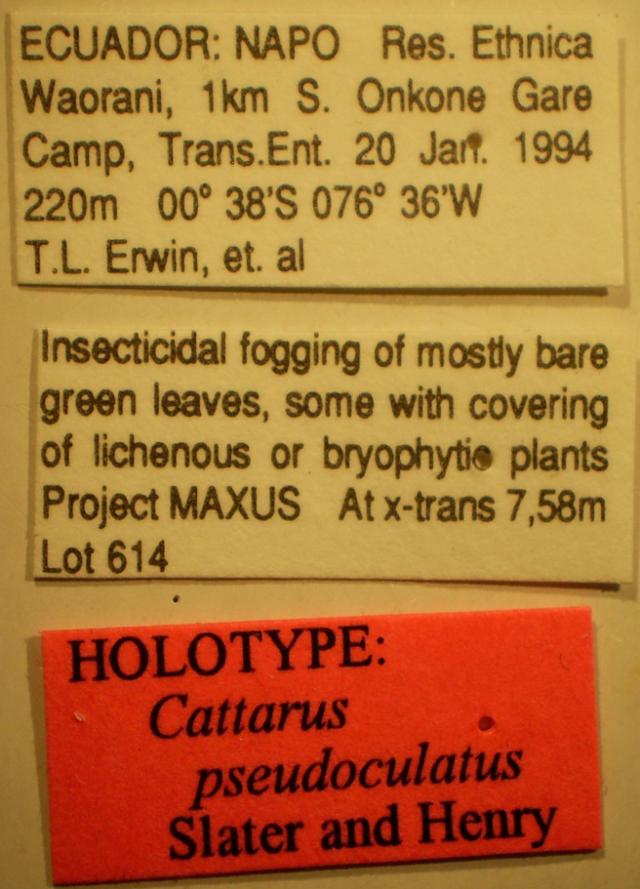 ECUADOR: NAPO Res. Ethnica
Waorani, 1km S. Onkone Gare
Camp, Trans.Ent. 20 Jan. 1994
220m 00° 38'S 076° 36'W
T.L. Erwin, et. al
Insecticidal fogging of mostly bare
green leaves, some with covering
of lichenous or bryophytic plants
Project MAXUS At x-trans 7,58m
Lot 614
HOLOTYPE:
Cattarus
pseudoculatus
Slater and Henry